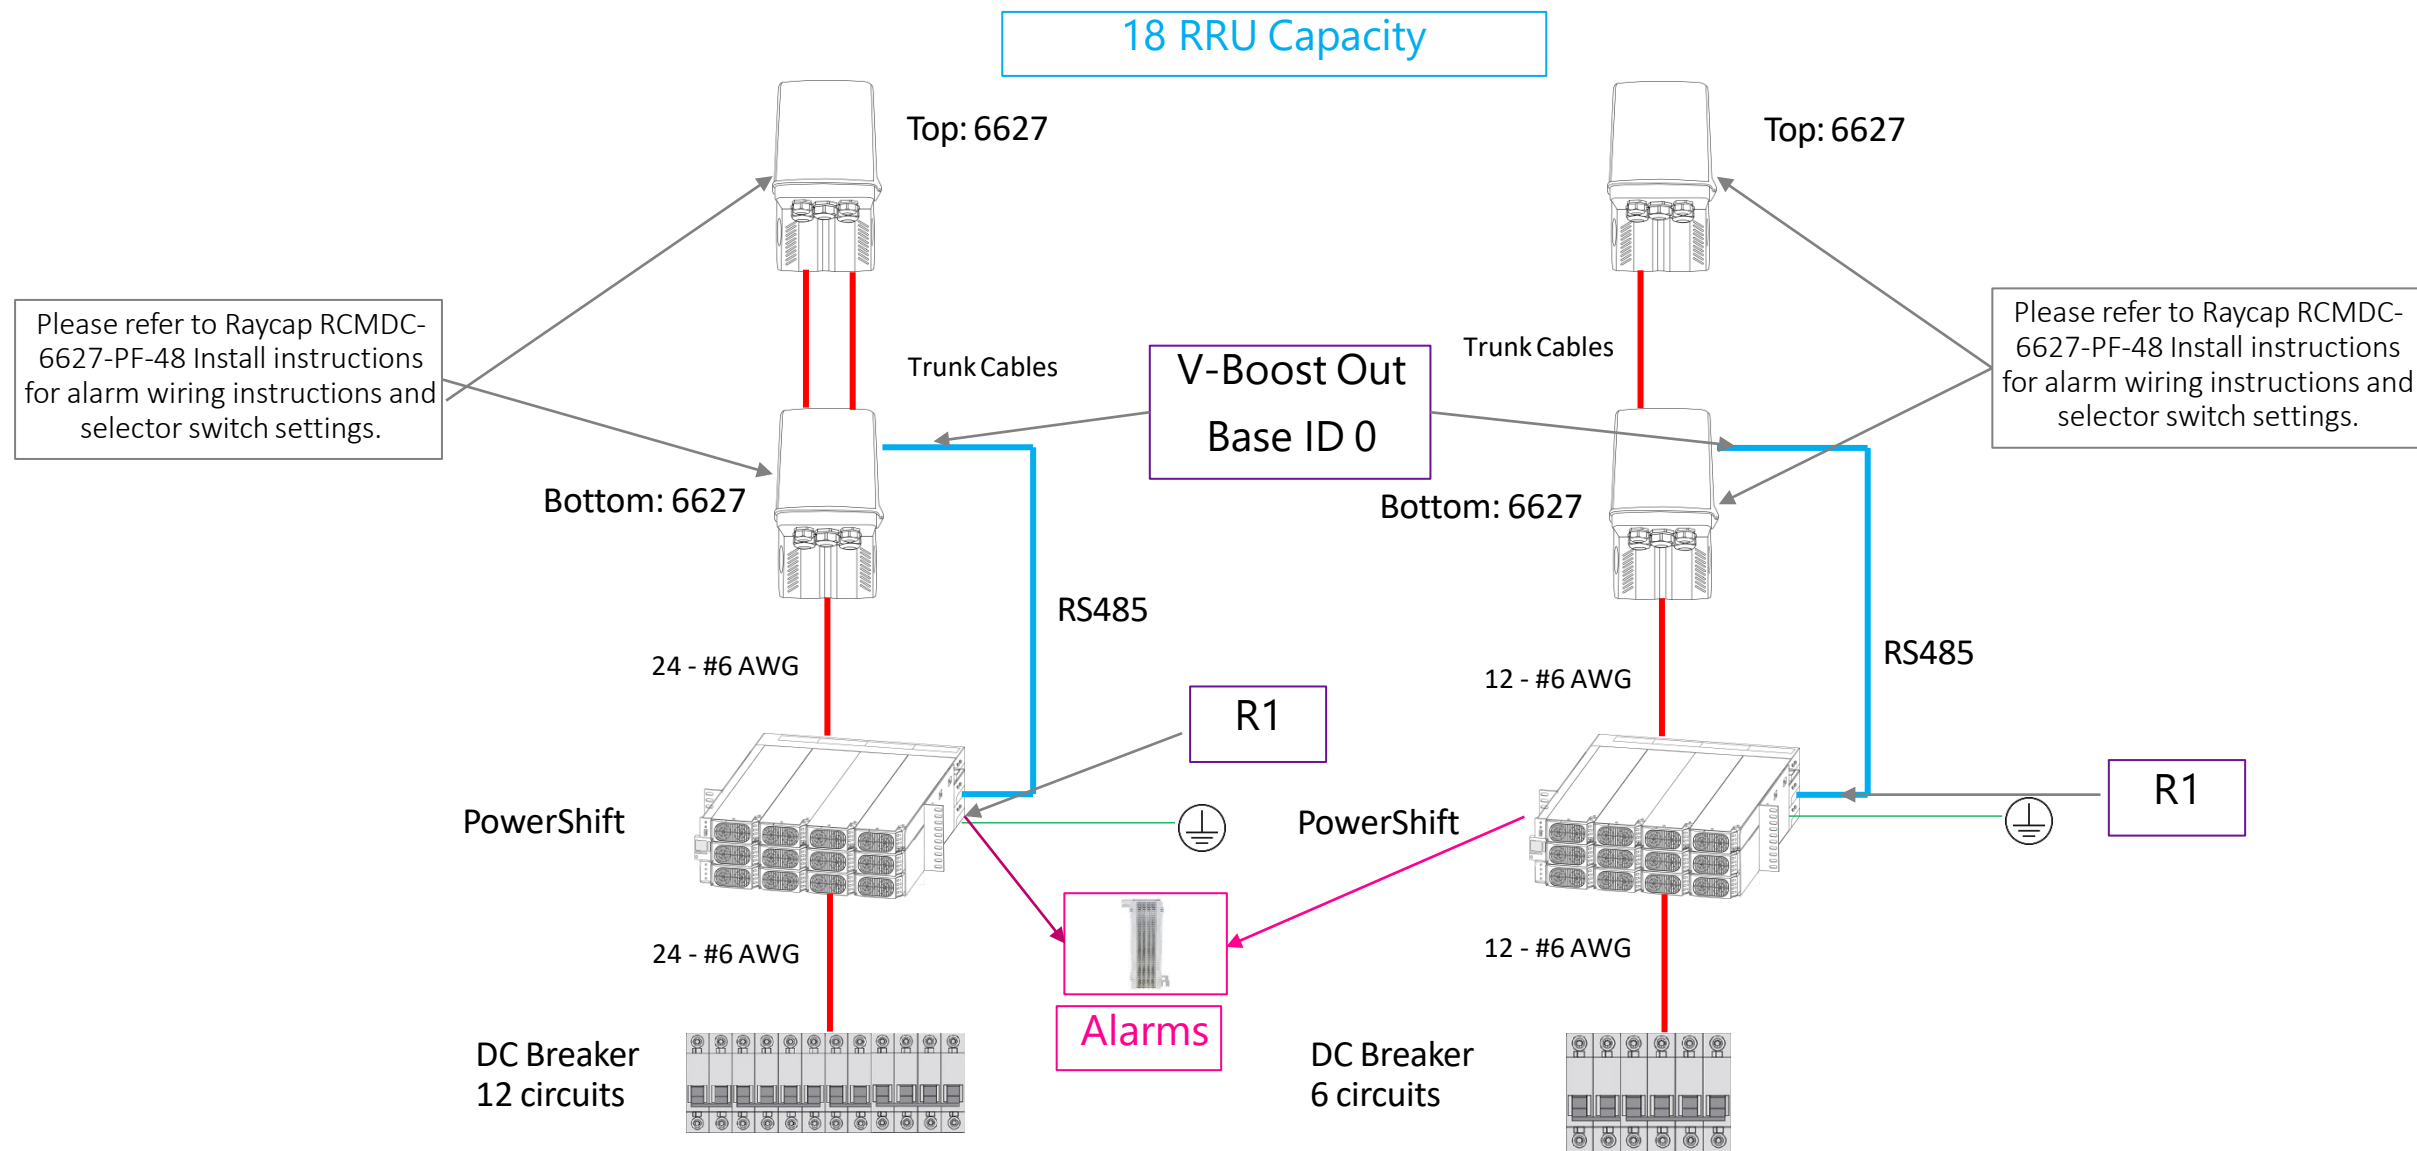 18 RRU Capacity
Top: 6627
Top: 6627
Please refer to Raycap RCMDC-
6627-PF-48 Install instructions
for alarm wiring instructions and
selector switch settings.
Trunk Cables
V-Boost Out
Base ID 0
Trunk Cables
Please refer to Raycap RCMDC-
6627-PF-48 Install instructions
for alarm wiring instructions and
selector switch settings.
Bottom: 6627
Bottom: 6627
RS485
RS485
24 - #6 AWG
12 - #6 AWG
R1
R1
PowerShift
PowerShift
24 - #6 AWG
12 - #6 AWG
Alarms
DC Breaker
12 circuits
DC Breaker
6 circuits